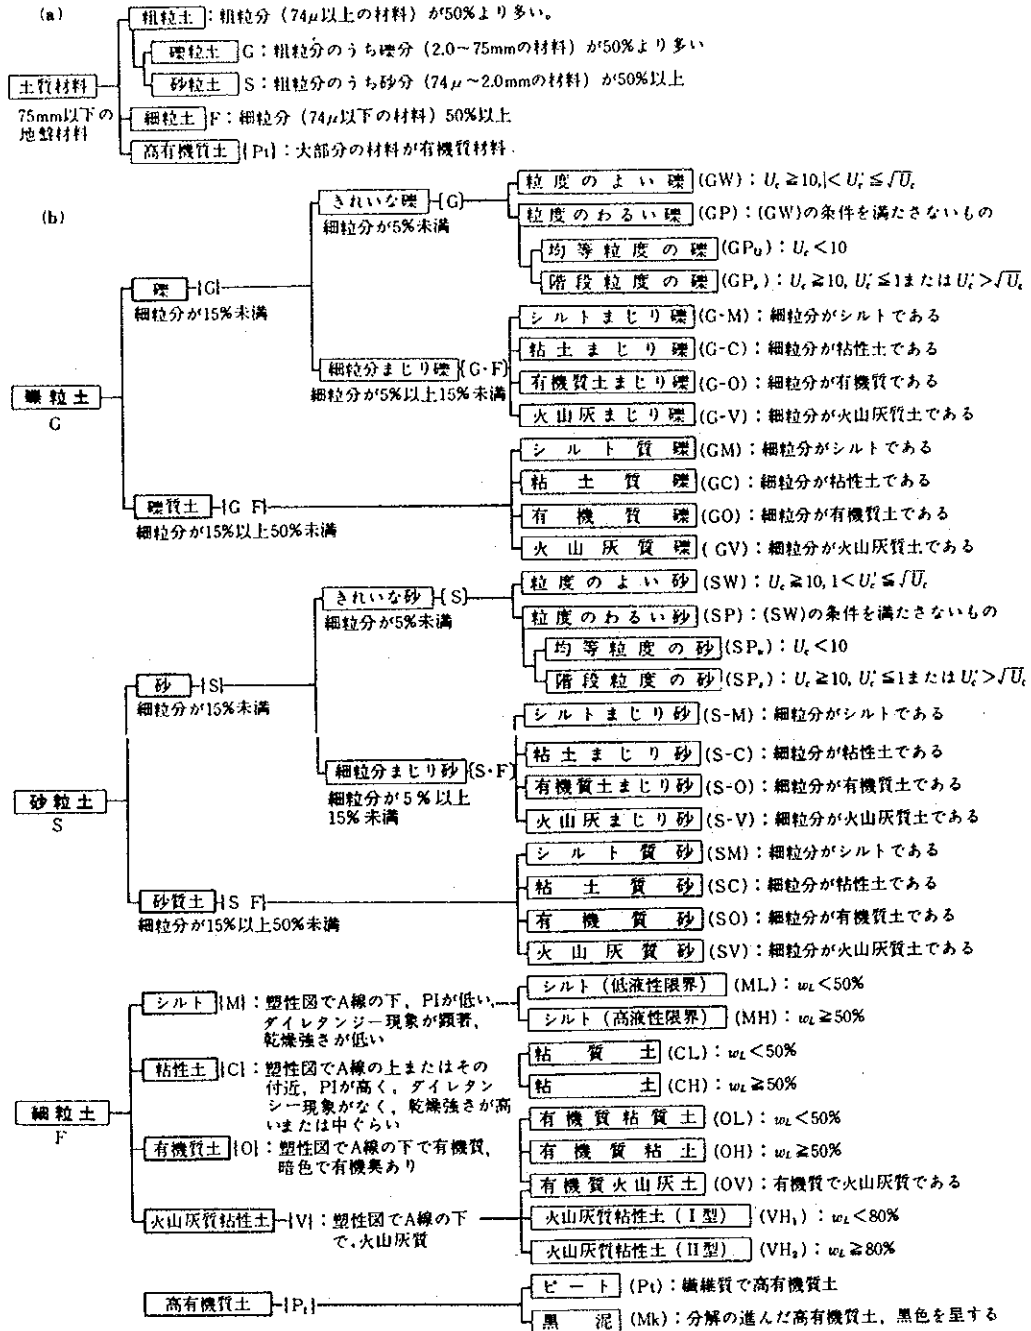 (a)
粗粒土：粗粒分（74μ以上の材料）が50%より多い。
礫粒土 G：粗粒分のうち礫分（2.0～75mmの材料）が50%より多い
砂粒土 S：粗粒分のうち砂分（74μ～2.0mmの材料）が50%以上
土質材料
75mm以下の
地盤材料
細粒土 F：細粒分（74μ以下の材料）50%以上
高有機質土 {Pt}：大部分の材料が有機質材料
(b)
礫粒土
G
礫 {G}
細粒分が15%未満
きれいな礫 {G}
細粒分が5%未満
粒度のよい礫 (GW)：Uc≧10, 1<Uc′≦√Uc
粒度のわるい礫 (GP)：(GW)の条件を満たさないもの
均等粒度の礫 (GPu)：Uc<10
階段粒度の礫 (GPs)：Uc≧10, Uc′≦1またはUc′>√Uc
細粒分まじり礫 {G-F}
細粒分が5%以上15%未満
シルトまじり礫 (G-M)：細粒分がシルトである
粘土まじり礫 (G-C)：細粒分が粘性土である
有機質土まじり礫 (G-O)：細粒分が有機質である
火山灰まじり礫 (G-V)：細粒分が火山灰質土である
礫質土 {G F}
細粒分が15%以上50%未満
シルト質礫 (GM)：細粒分がシルトである
粘土質礫 (GC)：細粒分が粘性土である
有機質礫 (GO)：細粒分が有機質土である
火山灰質礫 (GV)：細粒分が火山灰質土である
砂粒土
S
砂 {S}
細粒分が15%未満
きれいな砂 {S}
細粒分が5%未満
粒度のよい砂 (SW)：Uc≧10, 1<Uc′≦√Uc
粒度のわるい砂 (SP)：(SW)の条件を満たさないもの
均等粒度の砂 (SPu)：Uc<10
階段粒度の砂 (SPs)：Uc≧10, Uc′≦1またはUc′>√Uc
細粒分まじり砂 {S-F}
細粒分が5%以上
15%未満
シルトまじり砂 (S-M)：細粒分がシルトである
粘土まじり砂 (S-C)：細粒分が粘性土である
有機質土まじり砂 (S-O)：細粒分が有機質土である
火山灰まじり砂 (S-V)：細粒分が火山灰質土である
砂質土 {S F}
細粒分が15%以上50%未満
シルト質砂 (SM)：細粒分がシルトである
粘土質砂 (SC)：細粒分が粘性土である
有機質砂 (SO)：細粒分が有機質土である
火山灰質砂 (SV)：細粒分が火山灰質土である
細粒土
F
シルト {M}：塑性図でA線の下，PIが低い，
ダイレタンジー現象が顕著，
乾燥強さが低い
シルト（低液性限界） (ML)：wL<50%
シルト（高液性限界） (MH)：wL≧50%
粘性土 {C}：塑性図でA線の上またはその
付近，PIが高く，ダイレタン
シー現象がなく，乾燥強さが高
いまたは中ぐらい
粘質土 (CL)：wL<50%
粘土 (CH)：wL≧50%
有機質土 {O}：塑性図でA線の下で有機質，
暗色で有機臭あり
有機質粘質土 (OL)：wL<50%
有機質粘土 (OH)：wL≧50%
有機質火山灰土 (OV)：有機質で火山灰質である
火山灰質粘性土 {V}：塑性図でA線の下
で，火山灰質
火山灰質粘性土（I型） (VH₁)：wL<80%
火山灰質粘性土（II型） (VH₂)：wL≧80%
高有機質土 {Pt}
ピート (Pt)：繊維質で高有機質土
黒泥 (Mk)：分解の進んだ高有機質土，黒色を呈する